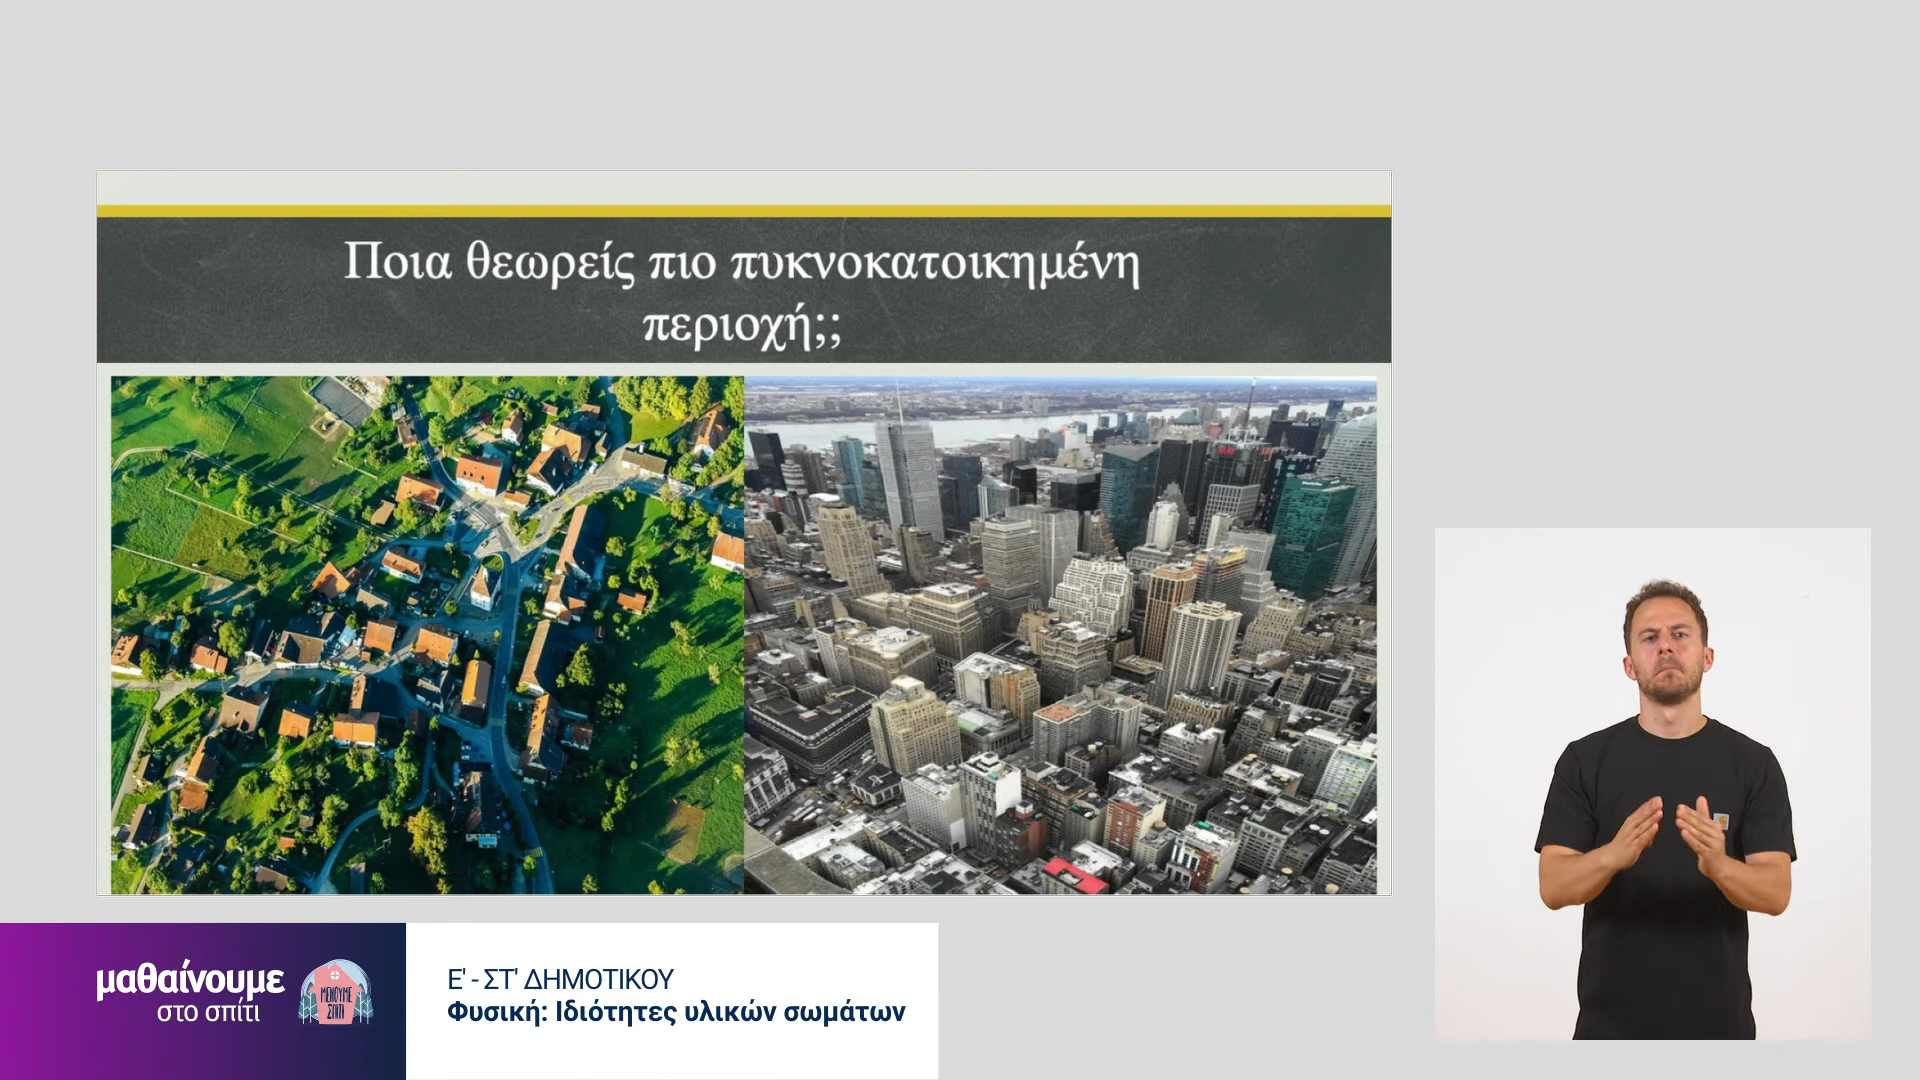 Ποια θεωρείς πιο πυκνοκατοικημένη
περιοχή;;
μαθαίνουμε
στο σπίτι
ΜΕΝΟΥΜΕ
ΣΠΙΤΙ
Ε' - ΣΤ' ΔΗΜΟΤΙΚΟΥ
Φυσική: Ιδιότητες υλικών σωμάτων